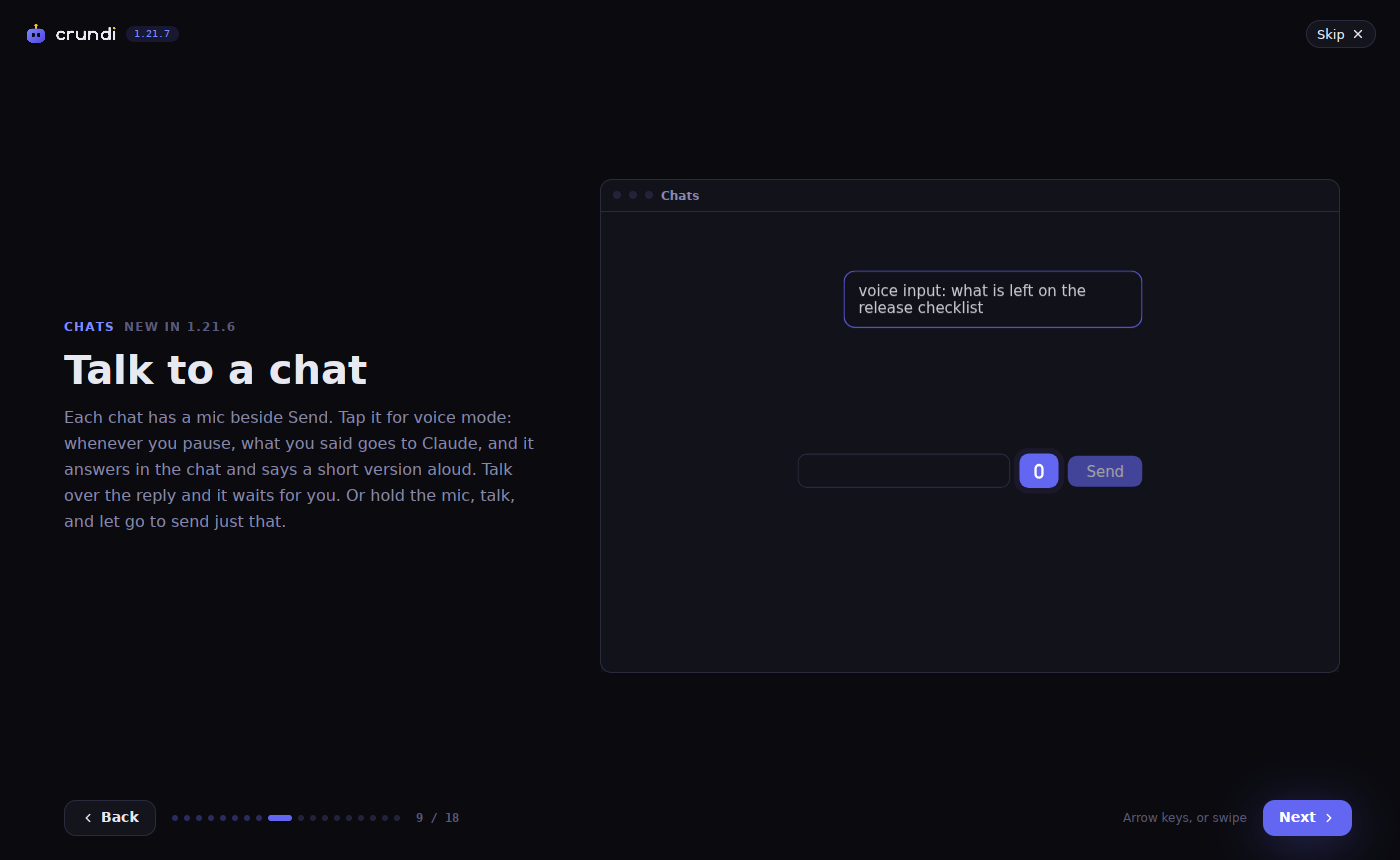 crundi 1.21.7
Skip
Chats
voice input: what is left on the
release checklist
CHATS NEW IN 1.21.6
Talk to a chat
Each chat has a mic beside Send. Tap it for voice mode:
whenever you pause, what you said goes to Claude, and it
answers in the chat and says a short version aloud. Talk
over the reply and it waits for you. Or hold the mic, talk,
and let go to send just that.
Send
Back
9 / 18
Arrow keys, or swipe
Next